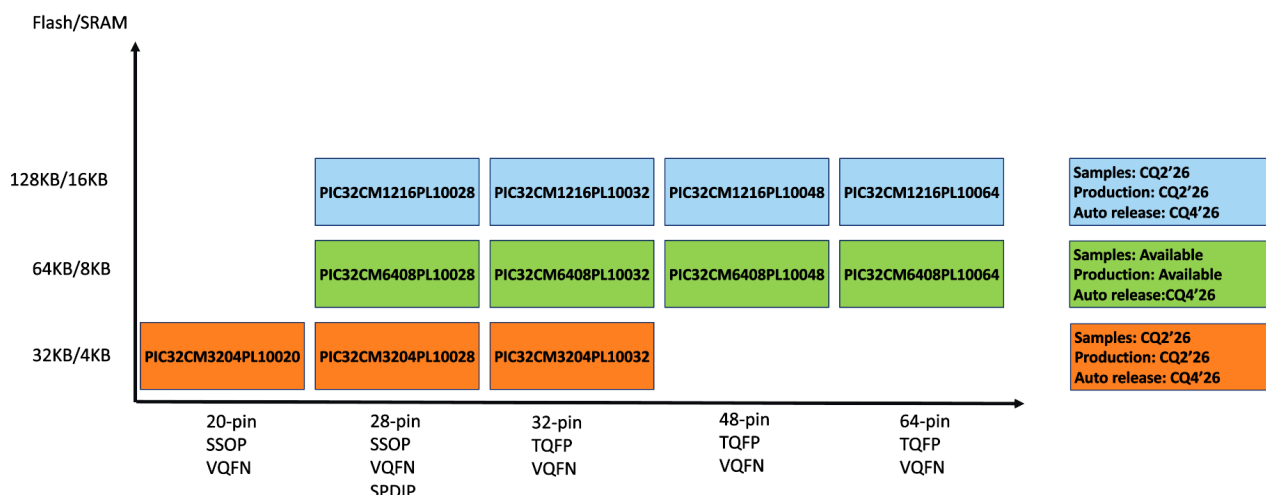 Flash/SRAM
128KB/16KB
PIC32CM1216PL10028
PIC32CM1216PL10032
PIC32CM1216PL10048
PIC32CM1216PL10064
Samples: CQ2’26
Production: CQ2’26
Auto release: CQ4’26
64KB/8KB
PIC32CM6408PL10028
PIC32CM6408PL10032
PIC32CM6408PL10048
PIC32CM6408PL10064
Samples: Available
Production: Available
Auto release:CQ4’26
32KB/4KB
PIC32CM3204PL10020
PIC32CM3204PL10028
PIC32CM3204PL10032
Samples: CQ2’26
Production: CQ2’26
Auto release: CQ4’26
20-pin
SSOP
VQFN
28-pin
SSOP
VQFN
SPDIP
32-pin
TQFP
VQFN
48-pin
TQFP
VQFN
64-pin
TQFP
VQFN